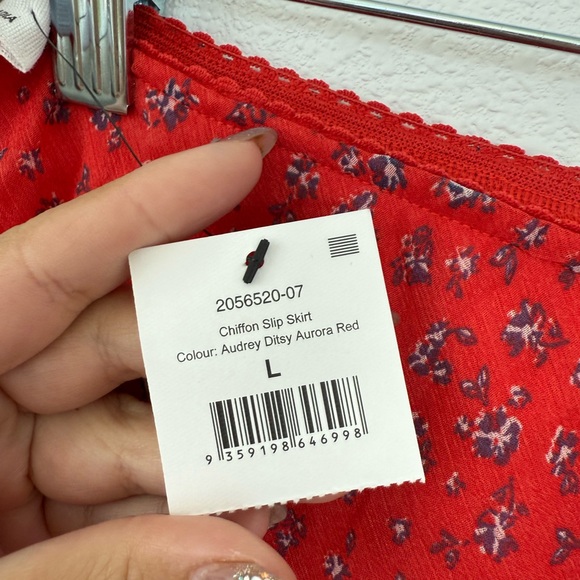 2056520-07
Chiffon Slip Skirt
Colour: Audrey Ditsy Aurora Red
L
9 359198 646998